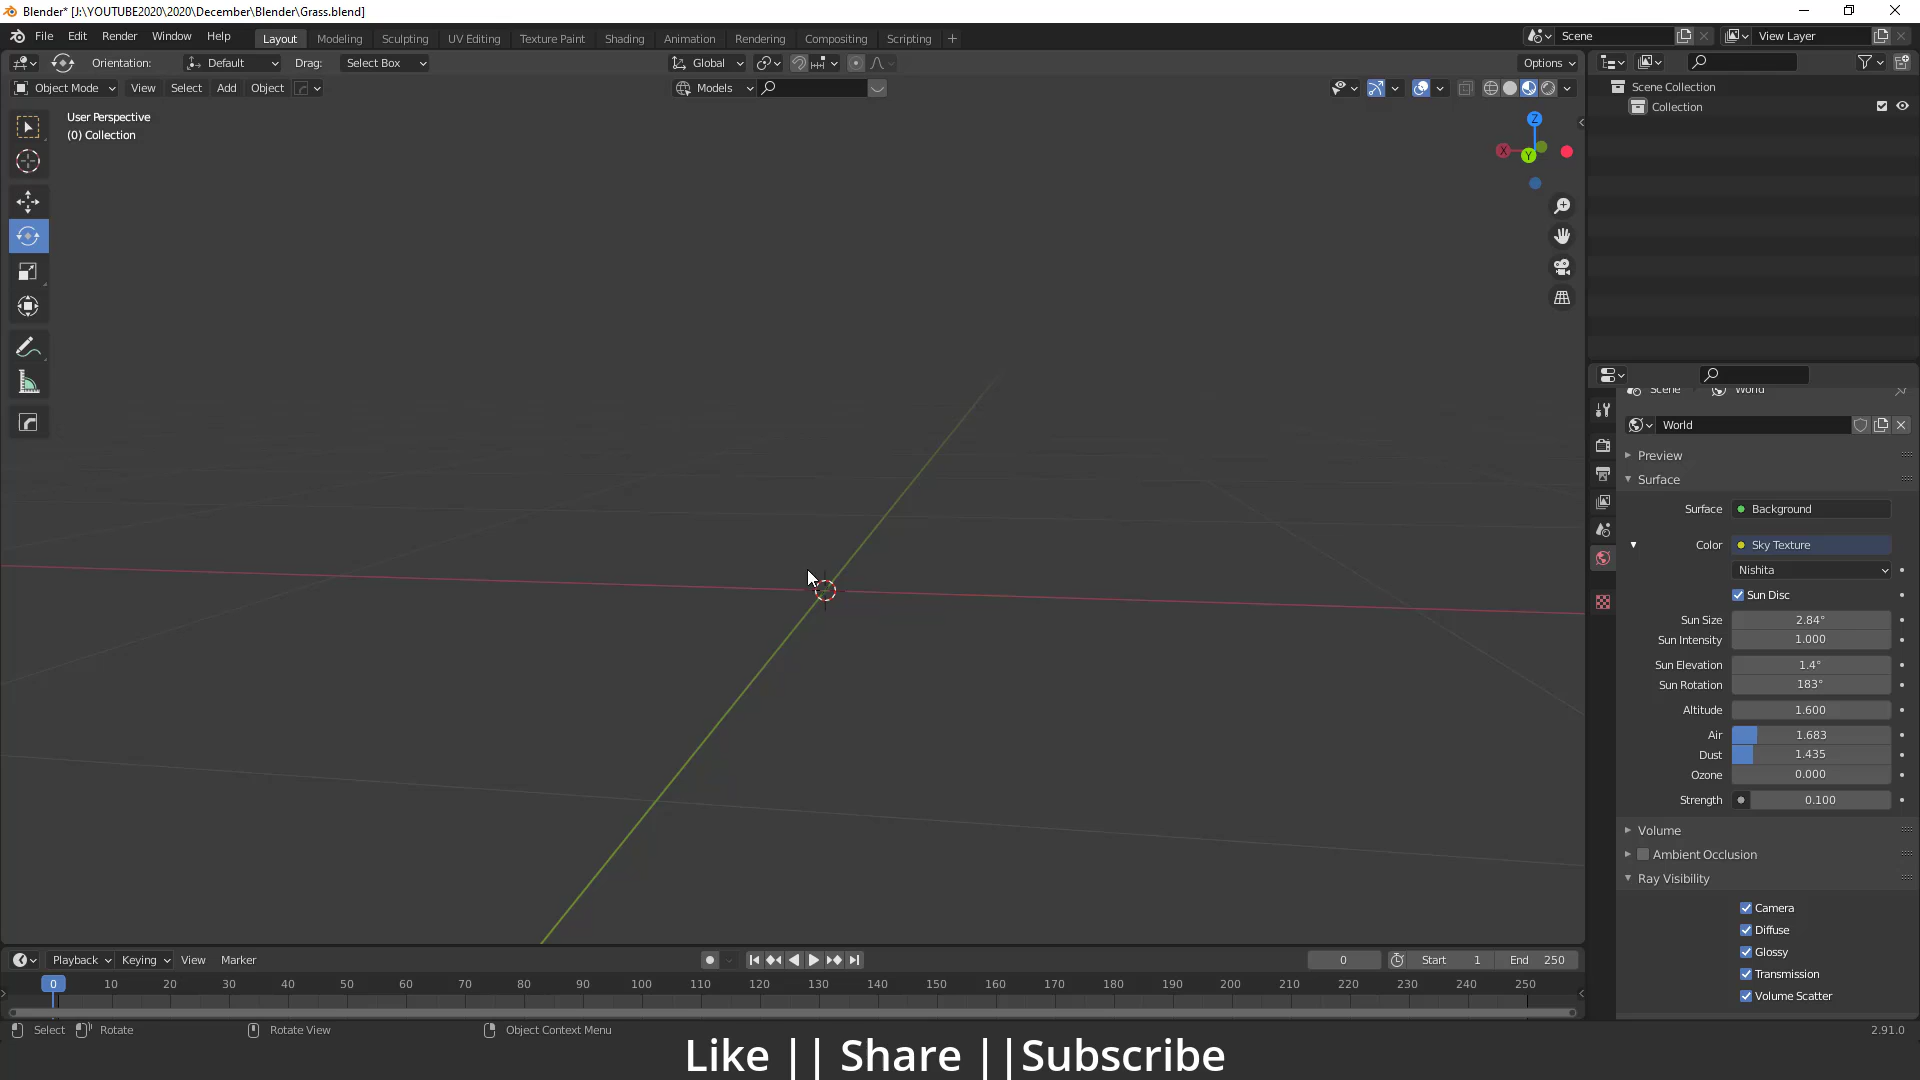 Blender* [J:\YOUTUBE2020\2020\December\Blender\Grass.blend]
File Edit Render Window Help Layout Modeling Sculpting UV Editing Texture Paint Shading Animation Rendering Compositing Scripting + Scene View Layer
Orientation: Default Drag: Select Box Global Options
Object Mode View Select Add Object Models
Scene Collection
Collection
User Perspective
(0) Collection
Z
X
Y
Scene World
World
Preview
Surface
Surface Background
Color Sky Texture
Nishita
Sun Disc
Sun Size 2.84°
Sun Intensity 1.000
Sun Elevation 1.4°
Sun Rotation 183°
Altitude 1.600
Air 1.683
Dust 1.435
Ozone 0.000
Strength 0.100
Volume
Ambient Occlusion
Ray Visibility
Camera
Diffuse
Glossy
Transmission
Volume Scatter
Playback Keying View Marker 0 Start 1 End 250
0 10 20 30 40 50 60 70 80 90 100 110 120 130 140 150 160 170 180 190 200 210 220 230 240 250
Select Rotate Rotate View Object Context Menu 2.91.0
Like || Share ||Subscribe